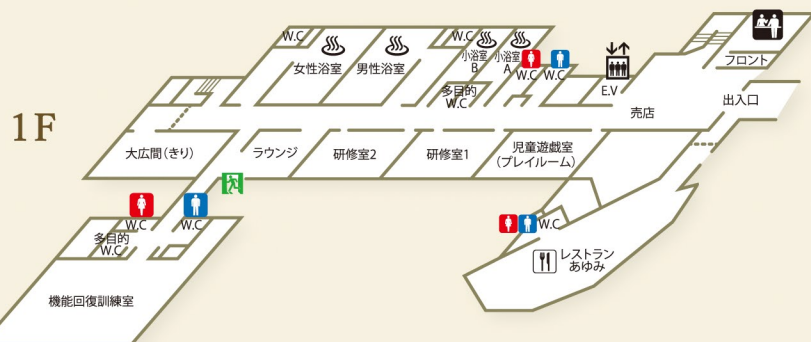 1F
W.C
女性浴室
男性浴室
W.C
小浴室
B
小浴室
A
W.C
W.C
多目的
W.C
E.V
フロント
出入口
売店
大広間(きり)
ラウンジ
研修室2
研修室1
児童遊戯室
(プレイルーム)
W.C
W.C
多目的
W.C
W.C
レストラン
あゆみ
機能回復訓練室